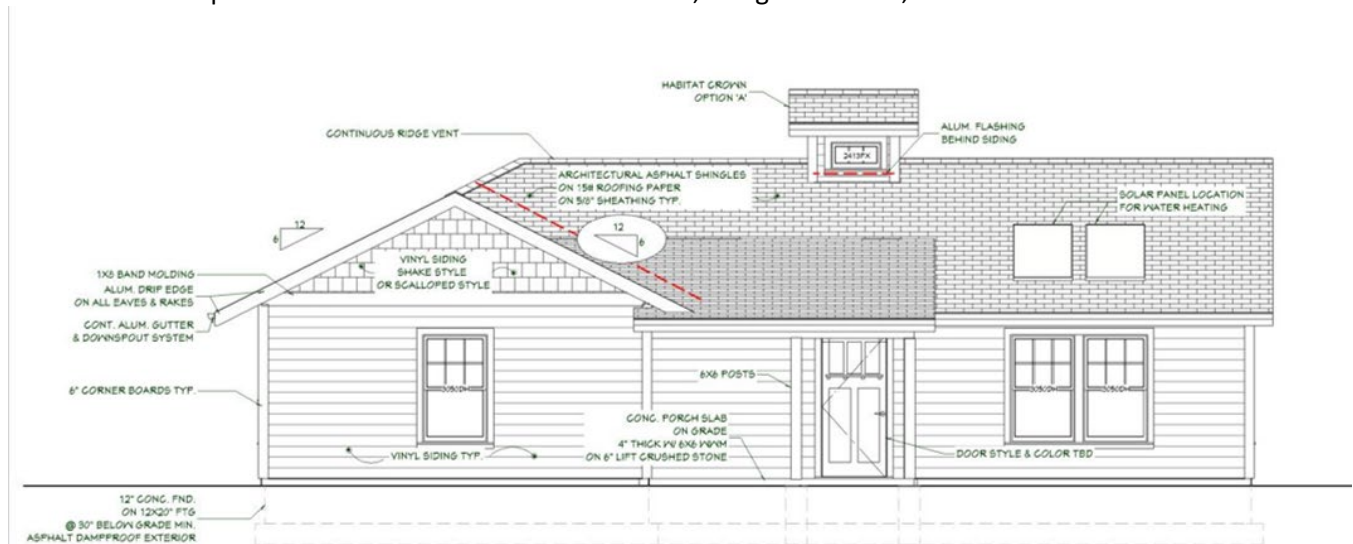 HABITAT CROWN
OPTION 'A'
CONTINUOUS RIDGE VENT
ALUM. FLASHING
BEHIND SIDING
2413FX
ARCHITECTURAL ASPHALT SHINGLES
ON 15# ROOFING PAPER
ON 5/8" SHEATHING TYP.
SOLAR PANEL LOCATION
FOR WATER HEATING
12
6
12
6
VINYL SIDING
SHAKE STYLE
OR SCALLOPED STYLE
1X8 BAND MOLDING
ALUM. DRIP EDGE
ON ALL EAVES & RAKES
CONT. ALUM. GUTTER
& DOWNSPOUT SYSTEM
6" CORNER BOARDS TYP.
6X6 POSTS
3050DH
3050DH
3050DH
CONC. PORCH SLAB
ON GRADE
4" THICK W/ 6X6 WWM
ON 6" LIFT CRUSHED STONE
VINYL SIDING TYP.
DOOR STYLE & COLOR TBD
12" CONC. FND.
ON 12X20" FTG
@ 30" BELOW GRADE MIN.
ASPHALT DAMPPROOF EXTERIOR